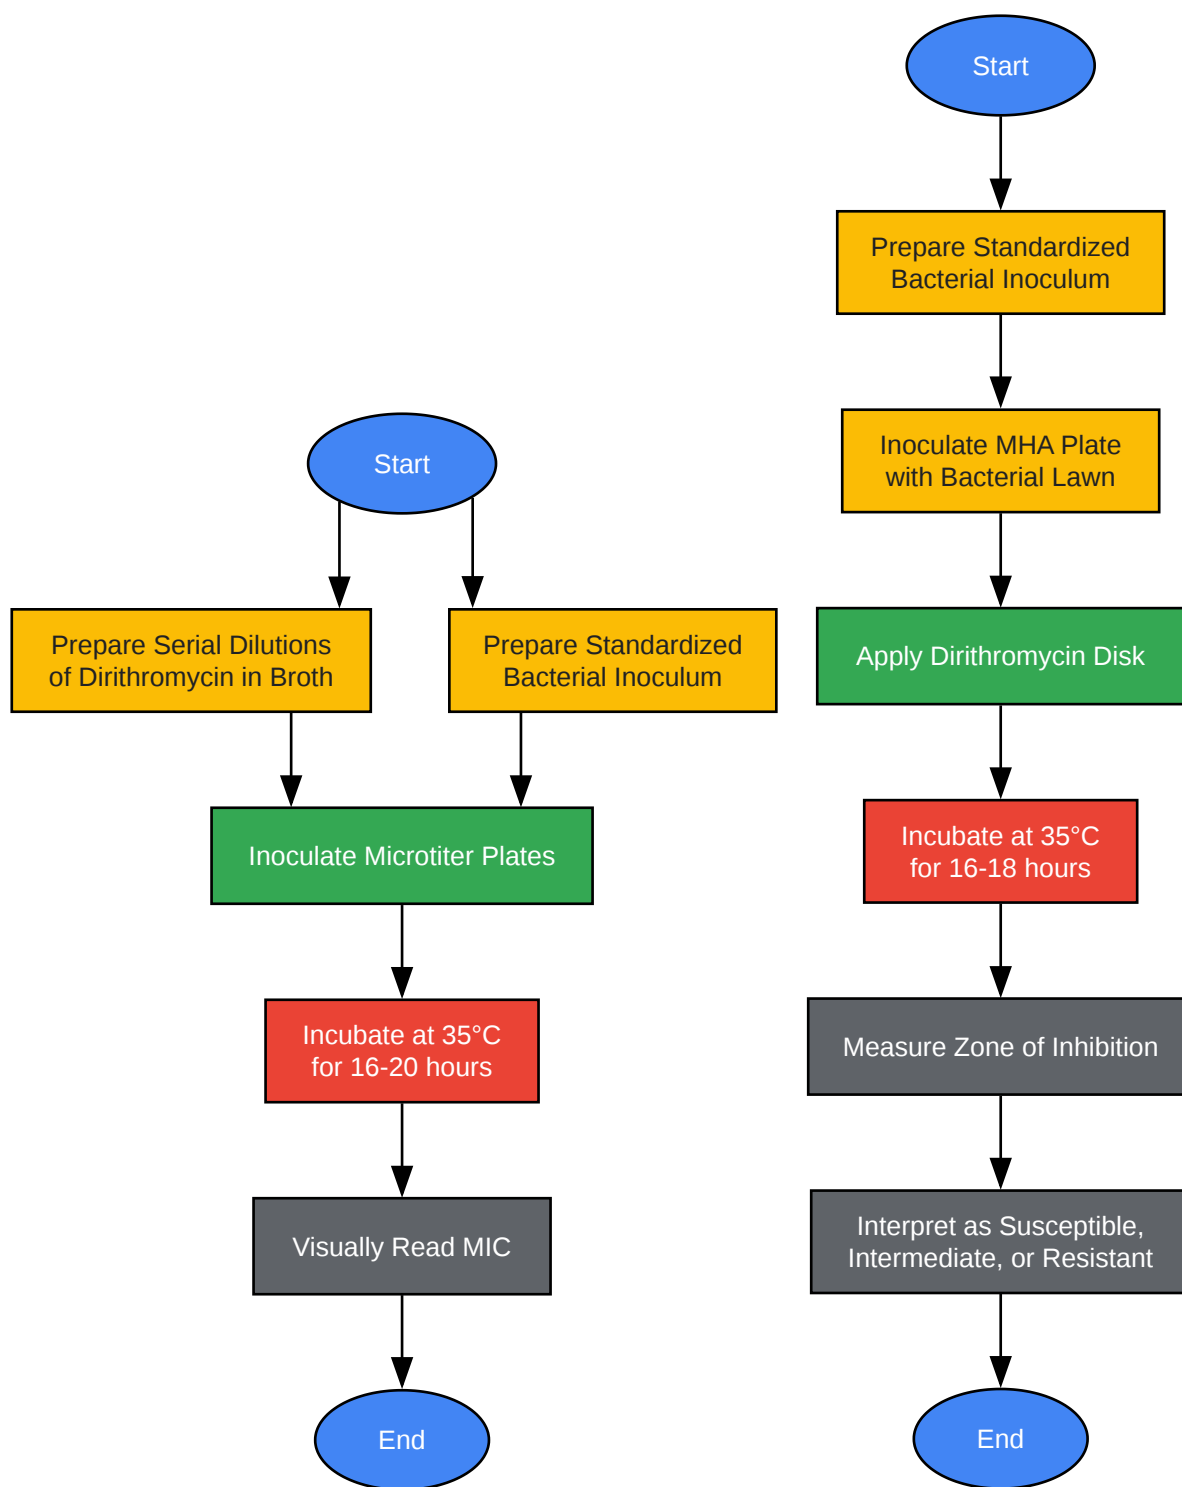 Start
Prepare Serial Dilutions
of Dirithromycin in Broth
Prepare Standardized
Bacterial Inoculum
Inoculate Microtiter Plates
Incubate at 35°C
for 16-20 hours
Visually Read MIC
End
Start
Prepare Standardized
Bacterial Inoculum
Inoculate MHA Plate
with Bacterial Lawn
Apply Dirithromycin Disk
Incubate at 35°C
for 16-18 hours
Measure Zone of Inhibition
Interpret as Susceptible,
Intermediate, or Resistant
End